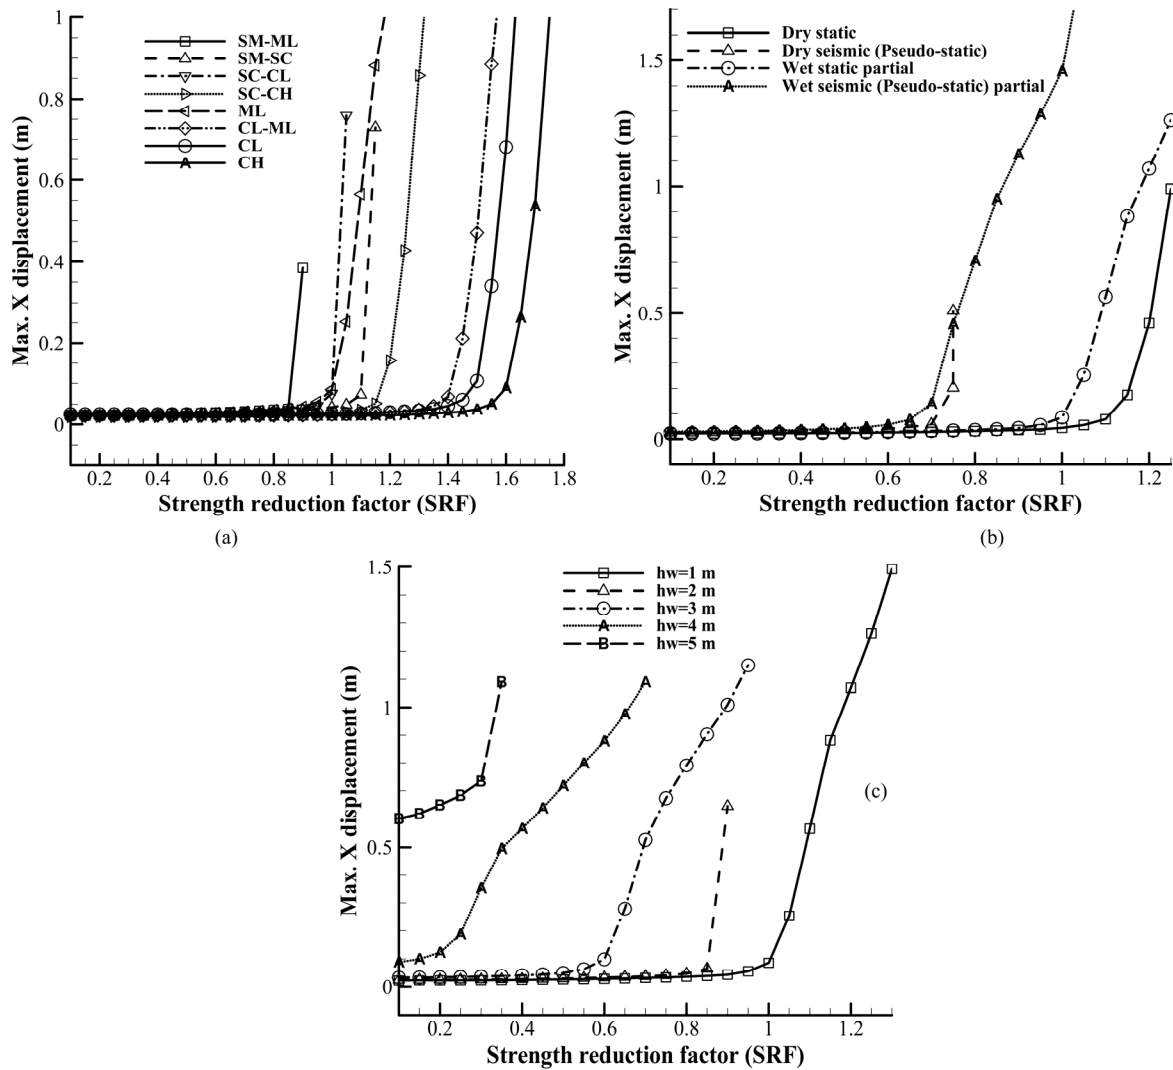 1
0.8
0.6
0.4
0.2
0
Max. X displacement (m)
SM-ML
SM-SC
SC-CL
SC-CH
ML
CL-ML
CL
CH
0.2 0.4 0.6 0.8 1.0 1.2 1.4 1.6 1.8
Strength reduction factor (SRF)
(a)
1.5
1
0.5
0
Max. X displacement (m)
Dry static
Dry seismic (Pseudo-static)
Wet static partial
Wet seismic (Pseudo-static) partial
0.2 0.4 0.6 0.8 1 1.2
Strength reduction factor (SRF)
(b)
1.5
1
0.5
0
Max. X displacement (m)
hw=1 m
hw=2 m
hw=3 m
hw=4 m
hw=5 m
(c)
0.2 0.4 0.6 0.8 1 1.2
Strength reduction factor (SRF)